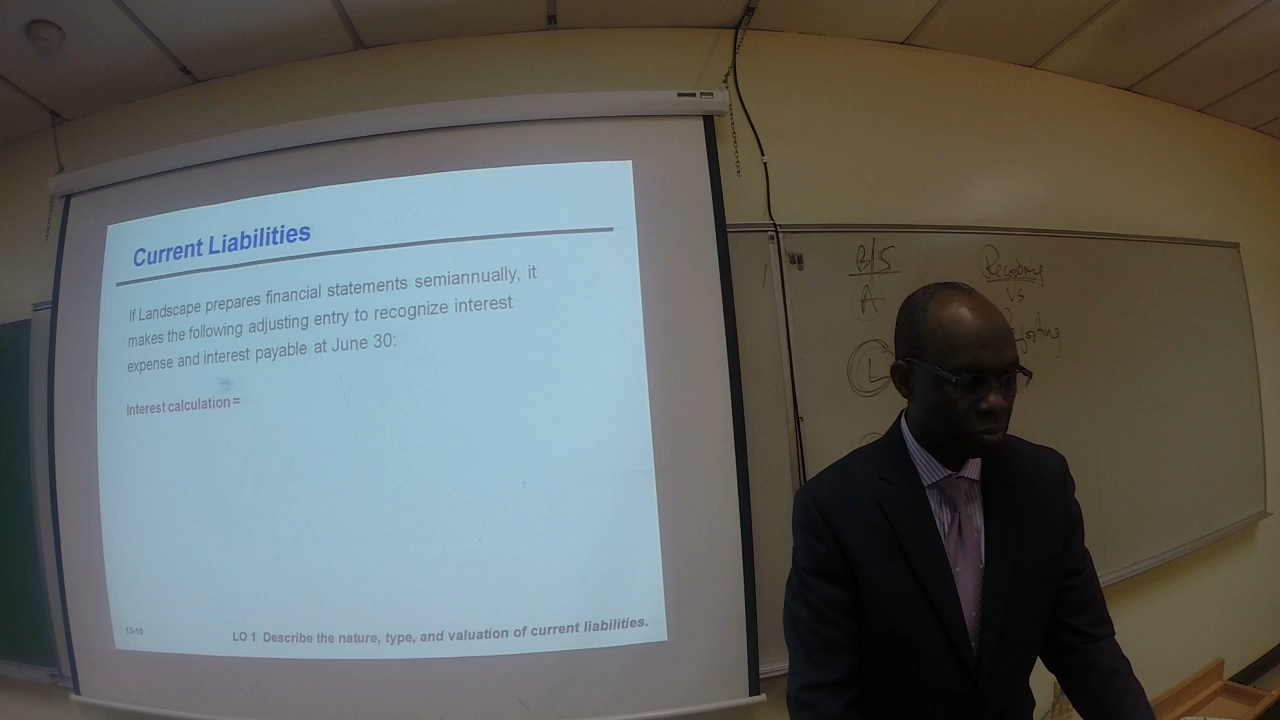 Current Liabilities
If Landscape prepares financial statements semiannually, it
makes the following adjusting entry to recognize interest
expense and interest payable at June 30:
Interest calculation =
13-10
LO 1 Describe the nature, type, and valuation of current liabilities.
B/S
A
L
Recording
vs